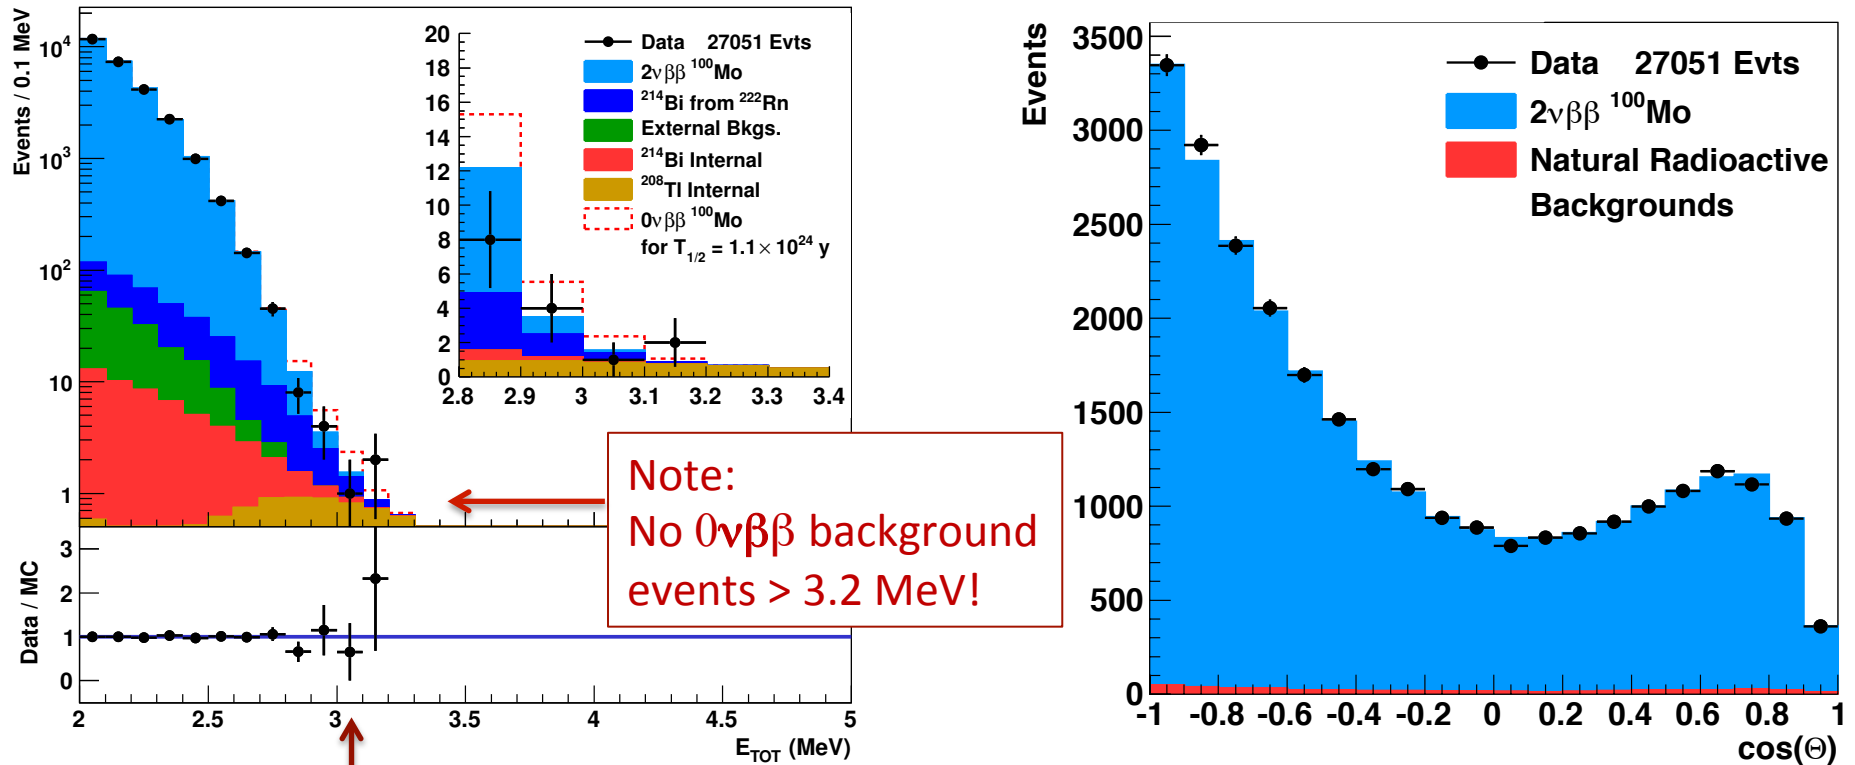 Events / 0.1 MeV
10⁴
10³
10²
10
1
20
18
16
14
12
10
8
6
4
2
0
2.8 2.9 3 3.1 3.2 3.3 3.4
Data 27051 Evts
2νββ ¹⁰⁰Mo
²¹⁴Bi from ²²²Rn
External Bkgs.
²¹⁴Bi Internal
²⁰⁸Tl Internal
0νββ ¹⁰⁰Mo
for T₁/₂ = 1.1 × 10²⁴ y
Note:
No 0νββ background
events > 3.2 MeV!
Data / MC
3
2
1
0
2 2.5 3 3.5 4 4.5 5
E_TOT (MeV)
Events
3500
3000
2500
2000
1500
1000
500
0
Data 27051 Evts
2νββ ¹⁰⁰Mo
Natural Radioactive
Backgrounds
-1 -0.8 -0.6 -0.4 -0.2 0 0.2 0.4 0.6 0.8 1
cos(Θ)